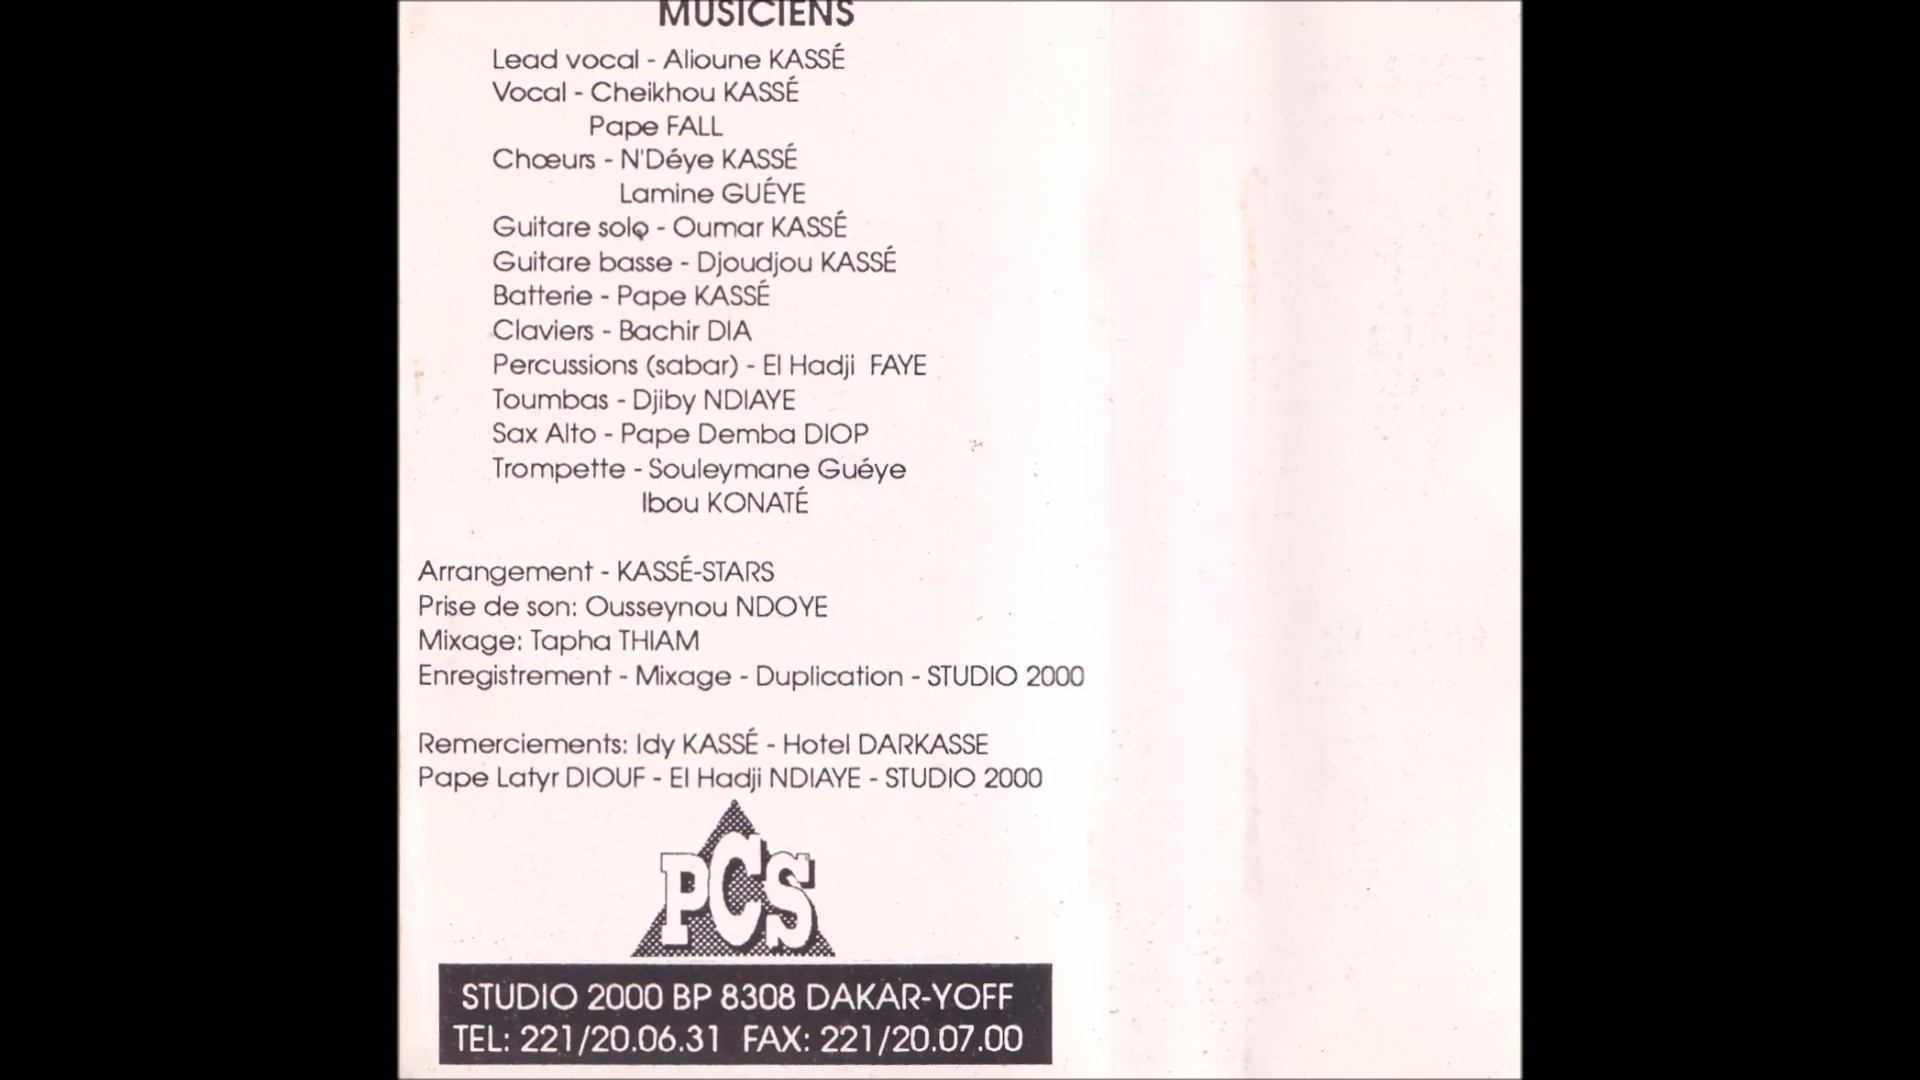 MUSICIENS
Lead vocal - Alioune KASSÉ
Vocal - Cheikhou KASSÉ
Pape FALL
Chœurs - N'Déye KASSÉ
Lamine GUÉYE
Guitare solo - Oumar KASSÉ
Guitare basse - Djoudjou KASSÉ
Batterie - Pape KASSÉ
Claviers - Bachir DIA
Percussions (sabar) - El Hadji FAYE
Toumbas - Djiby NDIAYE
Sax Alto - Pape Demba DIOP
Trompette - Souleymane Guéye
Ibou KONATÉ
Arrangement - KASSÉ-STARS
Prise de son: Ousseynou NDOYE
Mixage: Tapha THIAM
Enregistrement - Mixage - Duplication - STUDIO 2000
Remerciements: Idy KASSÉ - Hotel DARKASSE
Pape Latyr DIOUF - El Hadji NDIAYE - STUDIO 2000
PCS
STUDIO 2000 BP 8308 DAKAR-YOFF
TEL: 221/20.06.31 FAX: 221/20.07.00